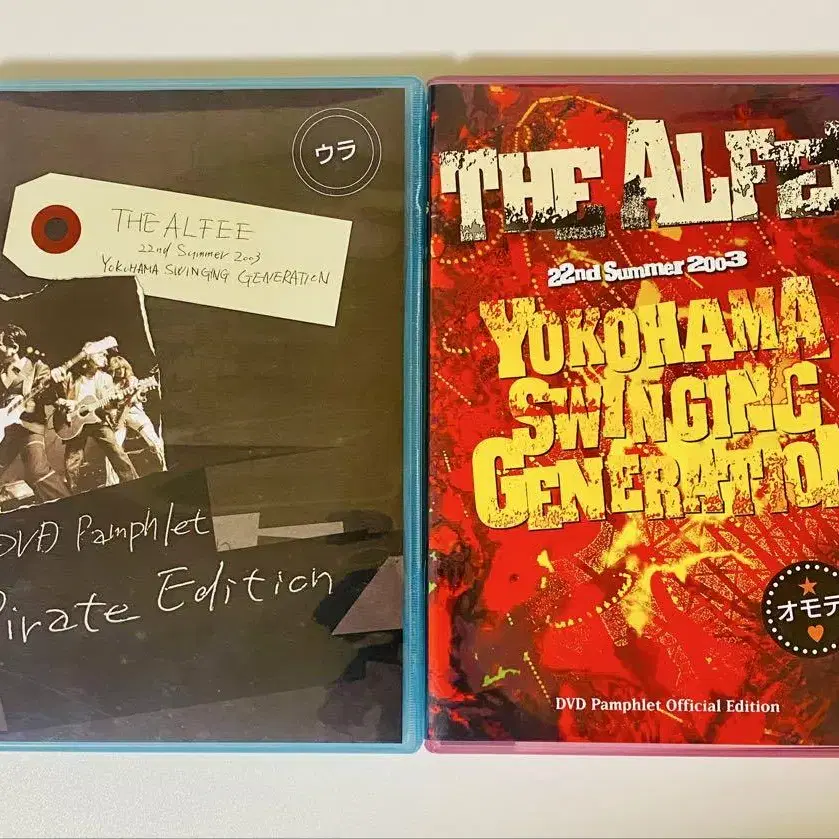 ウラ
THE ALFEE
22nd Summer 2003
YOKOHAMA SWINGING GENERATION
DVD Pamphlet
Pirate Edition
THE ALFEE
22nd Summer 2003
YOKOHAMA
SWINGING
GENERATION
オモテ
DVD Pamphlet Official Edition